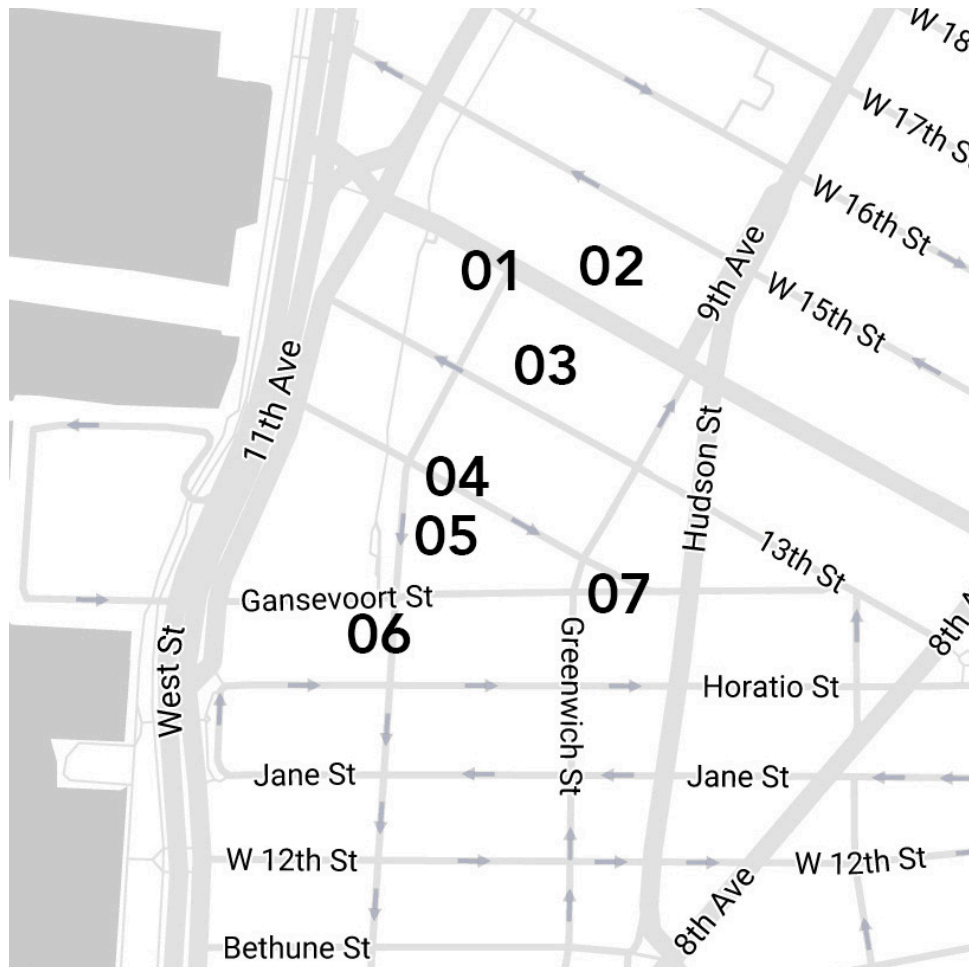 W 18
W 17th S
W 16th St
9th Ave
W 15th St
01
02
03
11th Ave
Hudson St
04
05
13th St
8th A
Gansevoort St
07
06
Greenwich St
West St
Horatio St
Jane St
Jane St
W 12th St
W 12th St
8th Ave
Bethune St